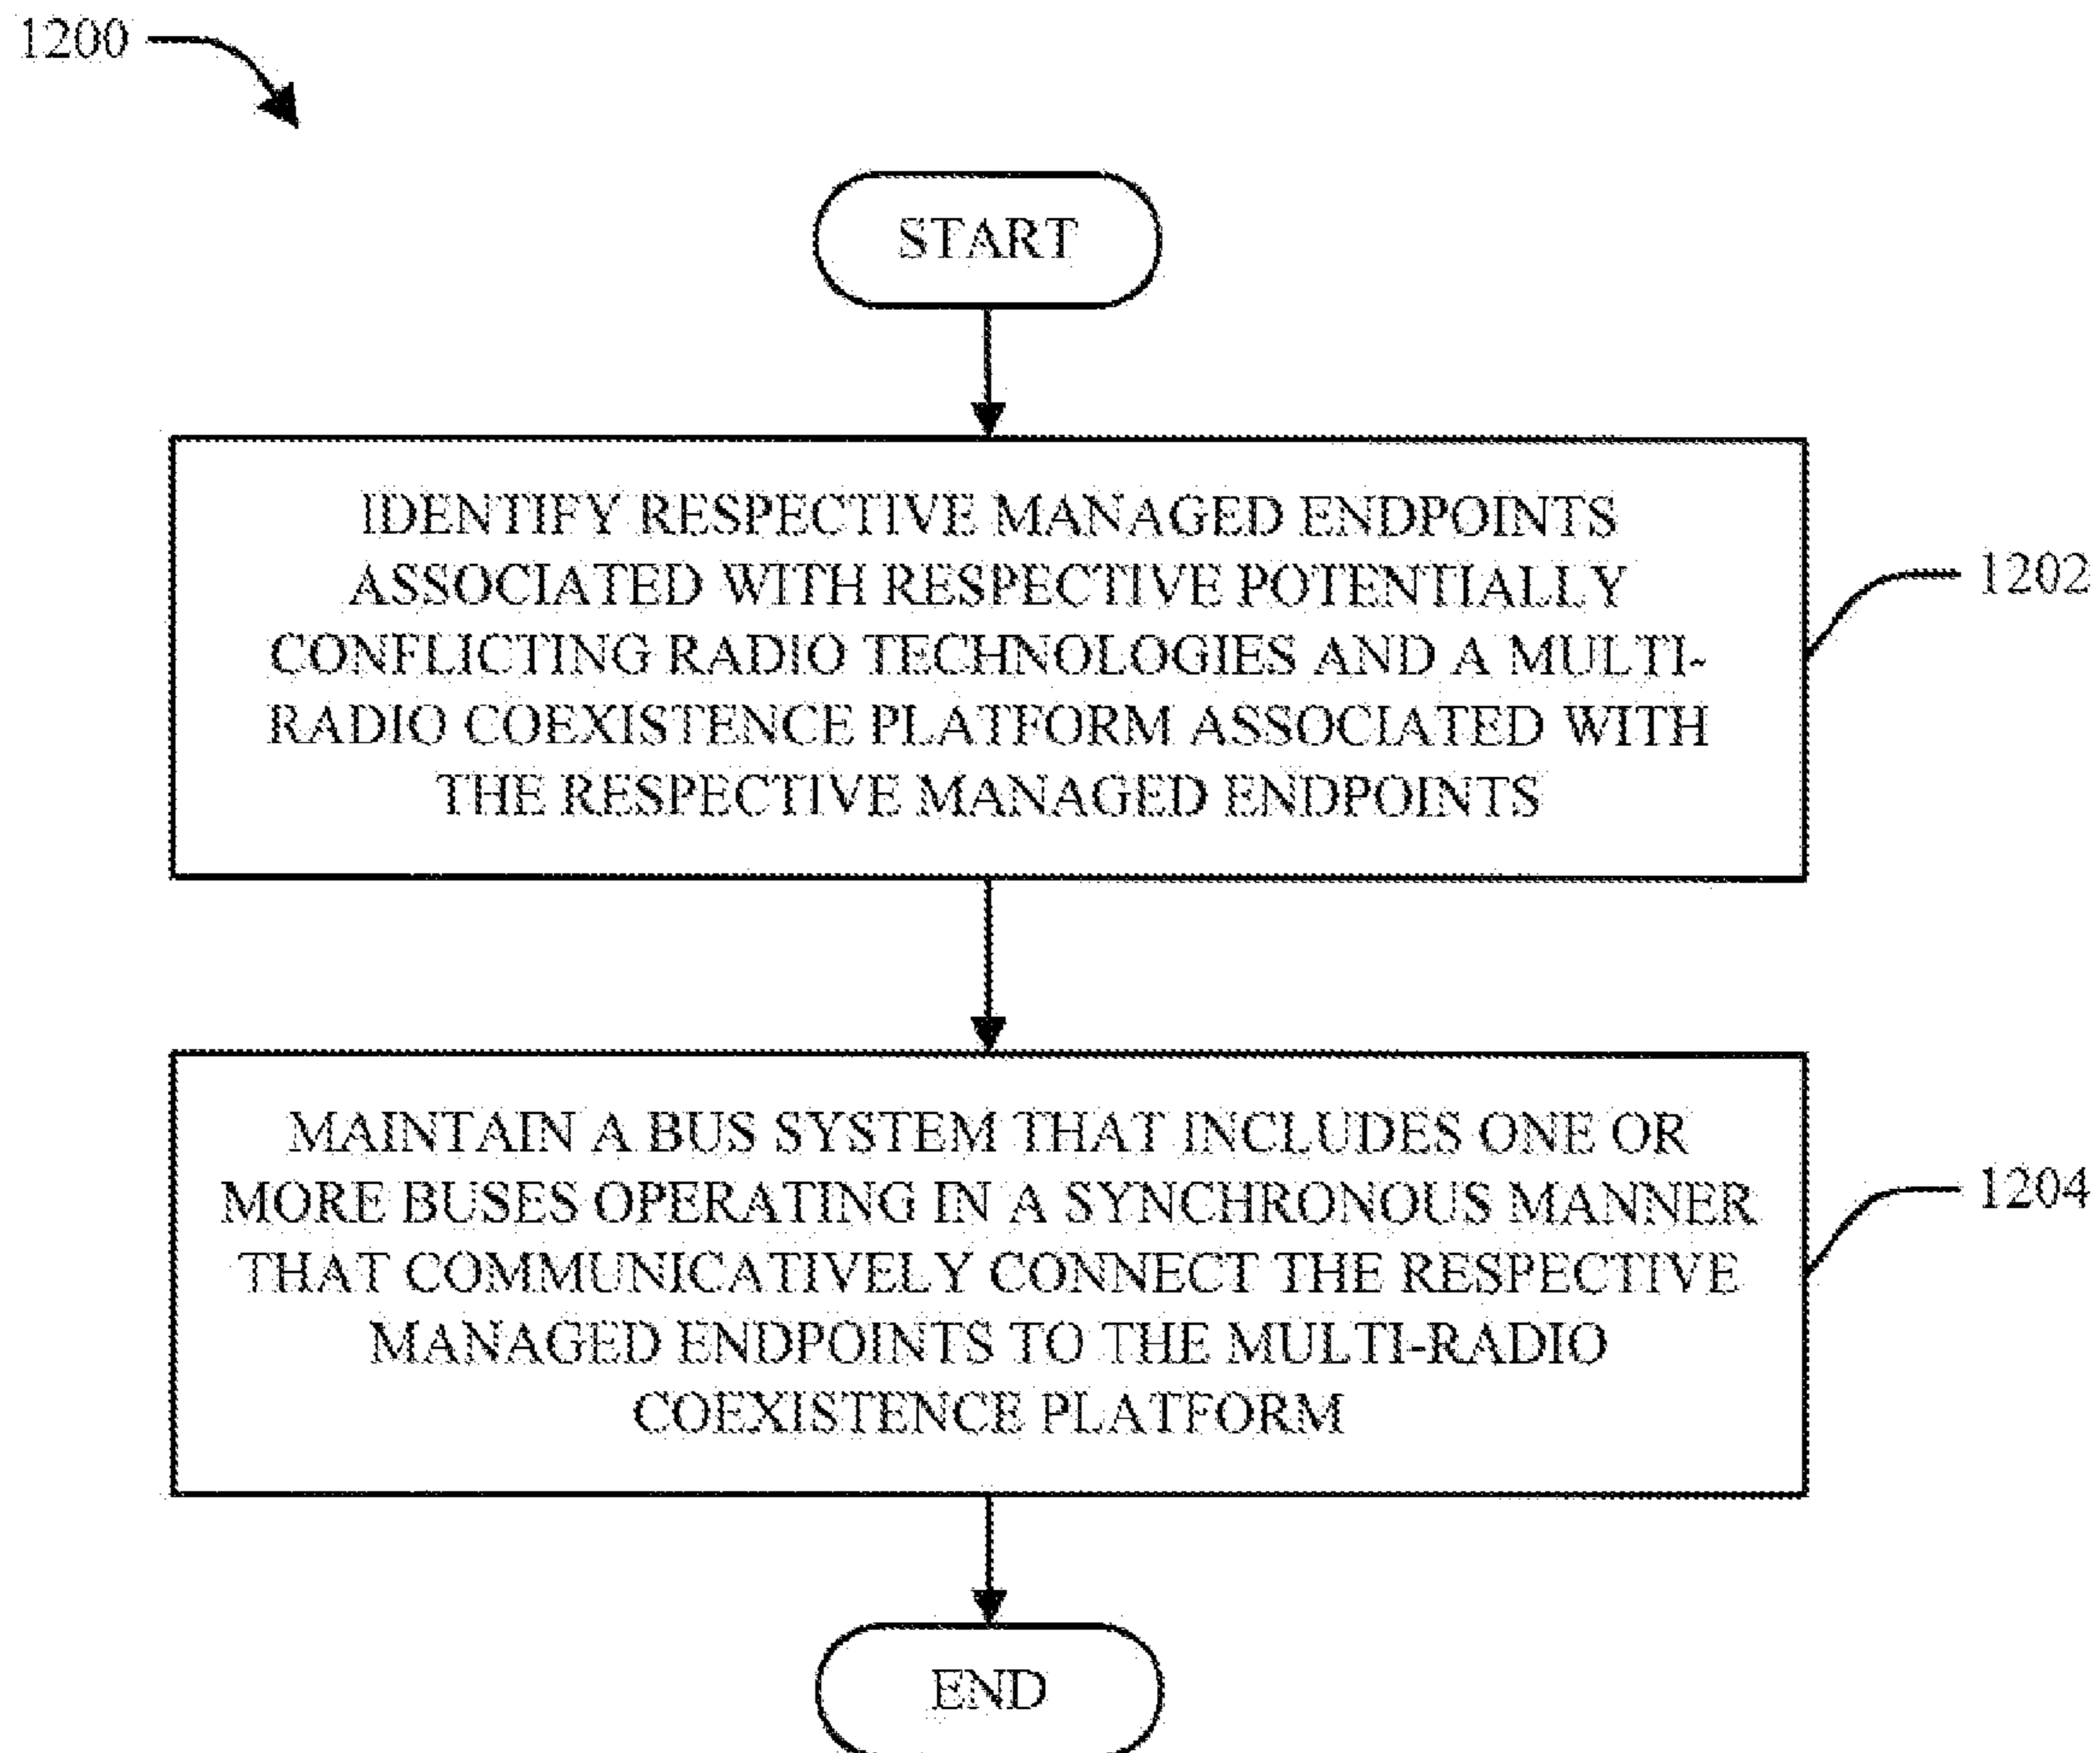 1200
START
IDENTIFY RESPECTIVE MANAGED ENDPOINTS
ASSOCIATED WITH RESPECTIVE POTENTIALLY
CONFLICTING RADIO TECHNOLOGIES AND A MULTI-
RADIO COEXISTENCE PLATFORM ASSOCIATED WITH
THE RESPECTIVE MANAGED ENDPOINTS
1202
MAINTAIN A BUS SYSTEM THAT INCLUDES ONE OR
MORE BUSES OPERATING IN A SYNCHRONOUS MANNER
THAT COMMUNICATIVELY CONNECT THE RESPECTIVE
MANAGED ENDPOINTS TO THE MULTI-RADIO
COEXISTENCE PLATFORM
1204
END